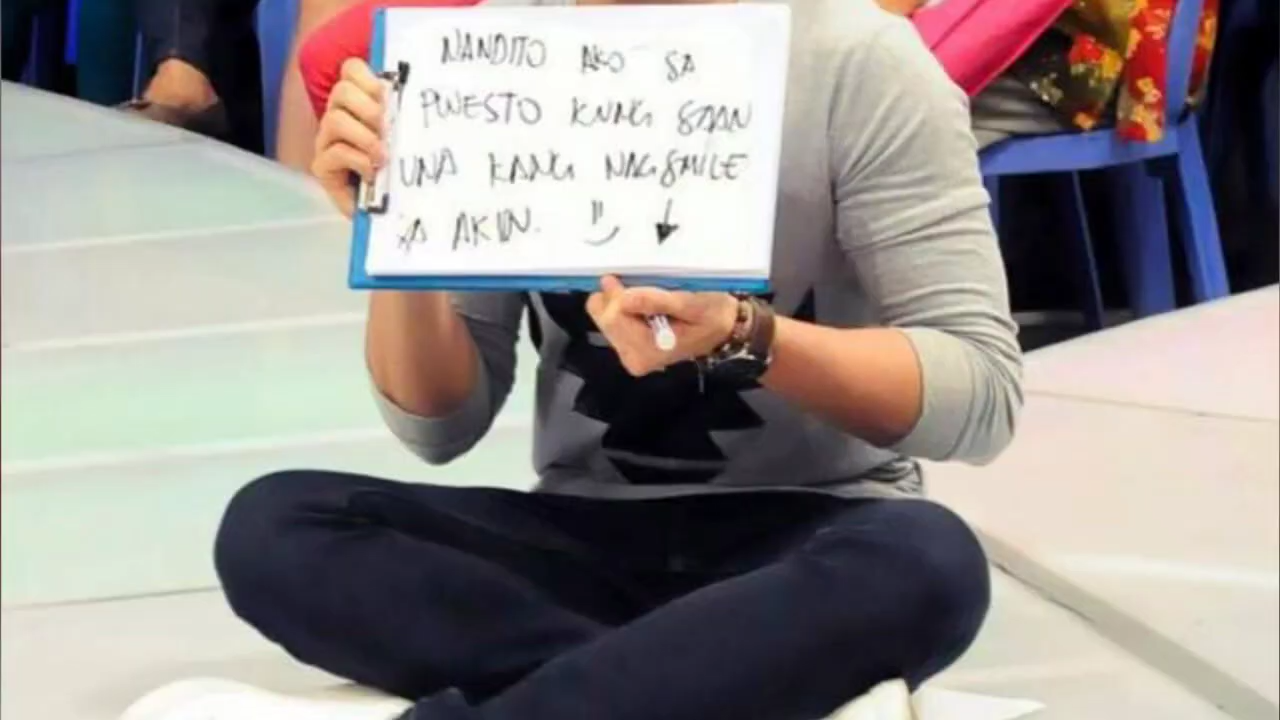 NANDITO AKO SA
PWESTO KUNG SAAN
UNA KANG NAGSMILE
SA AKIN.